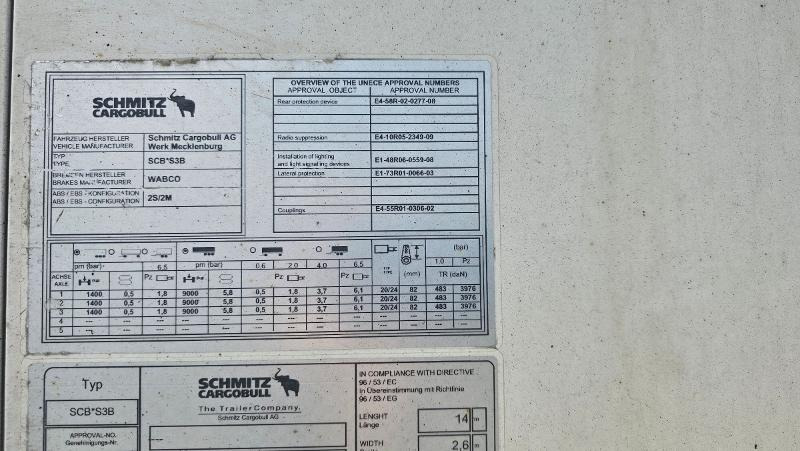 SCHMITZ
CARGOBULL
FAHRZEUG HERSTELLER
VEHICLE MANUFACTURER
Schmitz Cargobull AG
Werk Mecklenburg
TYP
TYPE
SCB*S3B
BREMSEN HERSTELLER
BRAKES MANUFACTURER
WABCO
ABS / EBS - KONFIGURATION
ABS / EBS - CONFIGURATION
2S/2M
OVERVIEW OF THE UNECE APPROVAL NUMBERS
APPROVAL OBJECT APPROVAL NUMBER
Rear protection device E4-58R-02-0277-08
Radio suppression E4-10R05-2349-09
Installation of lighting
and light signalling devices E1-48R06-0559-08
Lateral protection E1-73R01-0066-03
Couplings E4-55R01-0306-02
(bar)
pm (bar) 6.5 pm (bar) 0.6 2.0 4.0 6.5 TYP TYPE 1.0 Pz
ACHSE
AXLE
Pz Pz Pz (mm) TR (daN)
1 1400 0,5 1,8 9000 5,8 0,5 1,8 3,7 6,1 20/24 82 483 3976
2 1400 0,5 1,8 9000 5,8 0,5 1,8 3,7 6,1 20/24 82 483 3976
3 1400 0,5 1,8 9000 5,8 0,5 1,8 3,7 6,1 20/24 82 483 3976
4 --- --- --- --- --- --- --- --- --- --- --- --- ---
5 --- --- --- --- --- --- --- --- --- --- --- --- ---
Typ
SCB*S3B
APPROVAL-NO.
Genehmigungs-Nr.
SCHMITZ
CARGOBULL
The Trailer Company.
Schmitz Cargobull AG
---
IN COMPLIANCE WITH DIRECTIVE
96 / 53 / EC
in Übereinstimmung mit Richtlinie
96 / 53 / EG
LENGHT
Länge
14 m
WIDTH
2,6 m